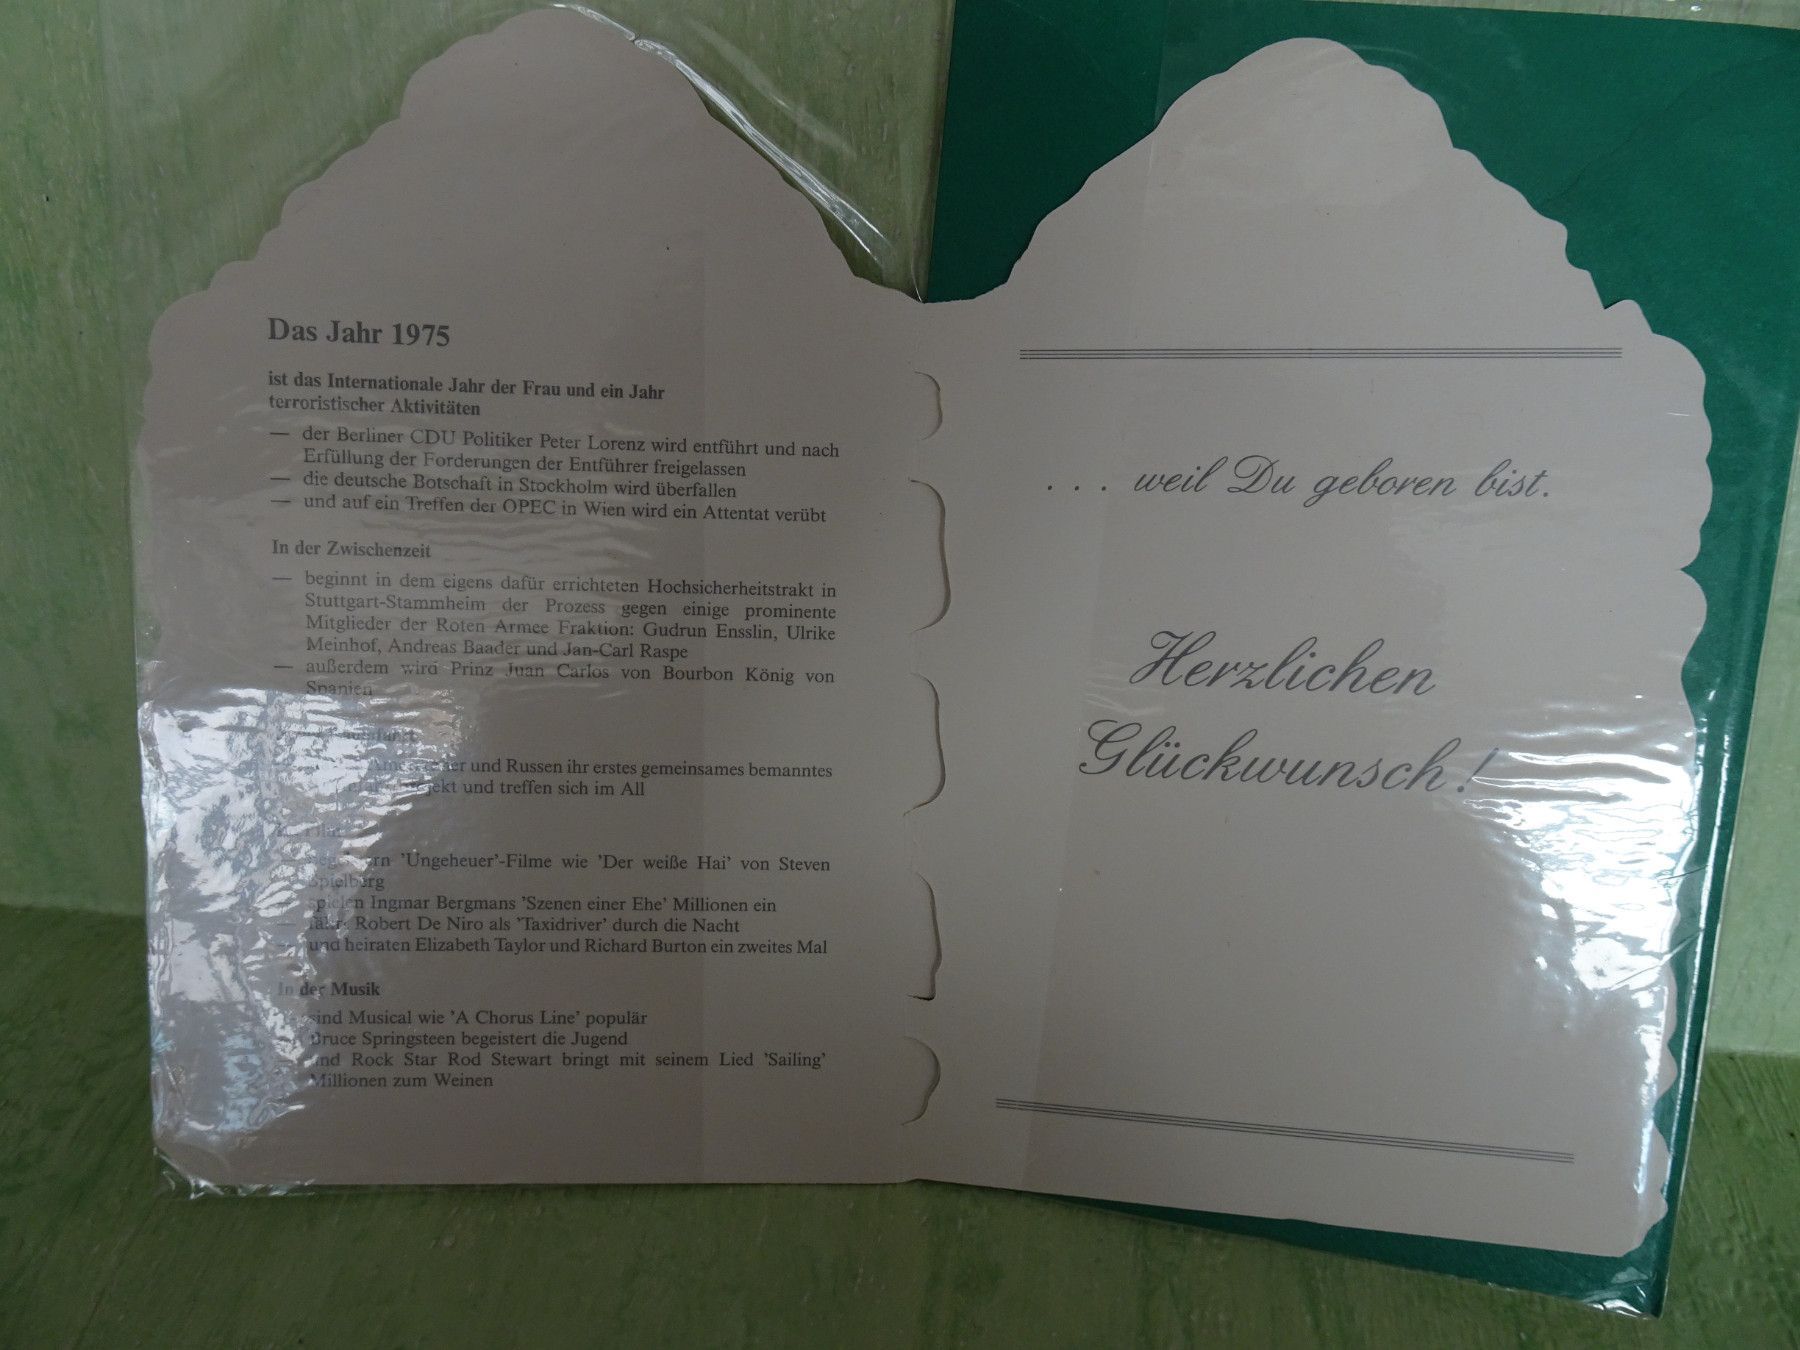 Das Jahr 1975
ist das Internationale Jahr der Frau und ein Jahr
terroristischer Aktivitäten
— der Berliner CDU Politiker Peter Lorenz wird entführt und nach
Erfüllung der Forderungen der Entführer freigelassen
— die deutsche Botschaft in Stockholm wird überfallen
— und auf ein Treffen der OPEC in Wien wird ein Attentat verübt
In der Zwischenzeit
— beginnt in dem eigens dafür errichteten Hochsicherheitstrakt in
Stuttgart-Stammheim der Prozess gegen einige prominente
Mitglieder der Roten Armee Fraktion: Gudrun Ensslin, Ulrike
Meinhof, Andreas Baader und Jan-Carl Raspe
— außerdem wird Prinz Juan Carlos von Bourbon König von
Spanien
und Russen ihr erstes gemeinsames bemanntes
und treffen sich im All
'Ungeheuer'-Filme wie 'Der weiße Hai' von Steven
Spielberg
spielen Ingmar Bergmans 'Szenen einer Ehe' Millionen ein
Robert De Niro als 'Taxidriver' durch die Nacht
und heiraten Elizabeth Taylor und Richard Burton ein zweites Mal
In der Musik
sind Musical wie 'A Chorus Line' populär
Bruce Springsteen begeistert die Jugend
und Rock Star Rod Stewart bringt mit seinem Lied 'Sailing'
Millionen zum Weinen
... weil Du geboren bist.
Herzlichen
Glückwunsch!